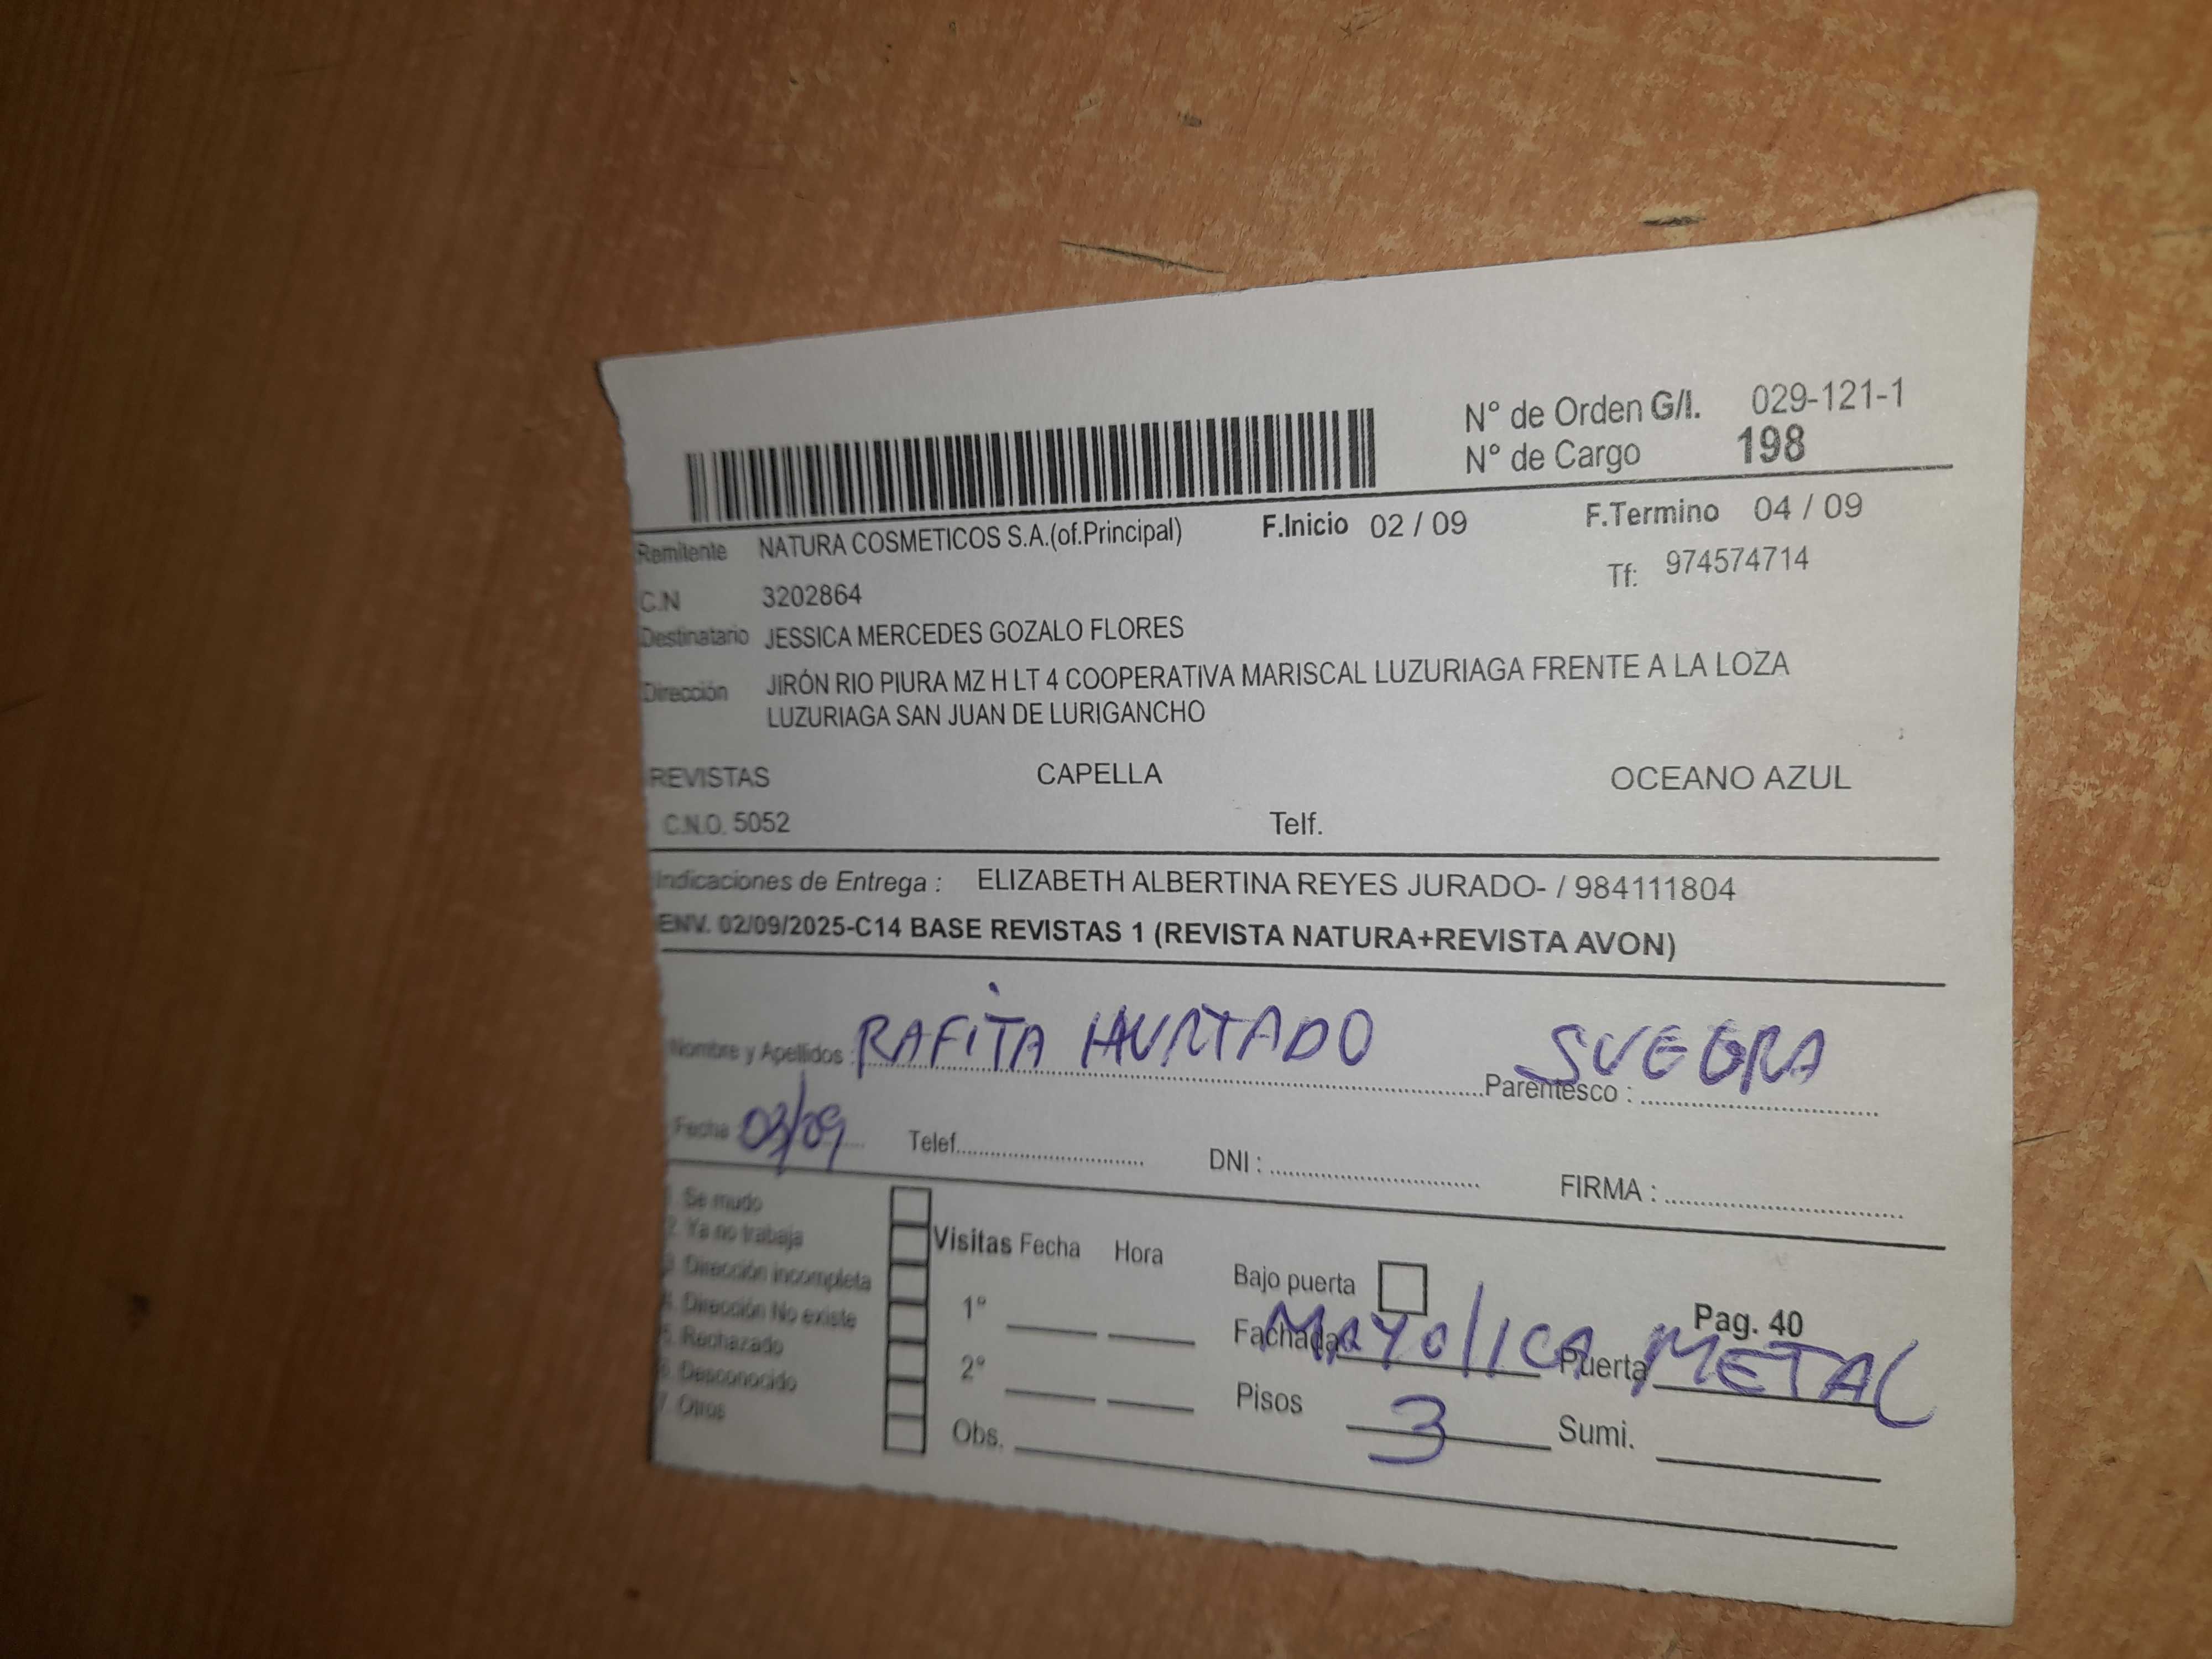 N° de Orden G/I. 029-121-1
N° de Cargo 198
Remitente NATURA COSMETICOS S.A.(of.Principal) F.Inicio 02 / 09 F.Termino 04 / 09
C.N 3202864 Tf: 974574714
Destinatario JESSICA MERCEDES GOZALO FLORES
Dirección JIRÓN RIO PIURA MZ H LT 4 COOPERATIVA MARISCAL LUZURIAGA FRENTE A LA LOZA
LUZURIAGA SAN JUAN DE LURIGANCHO
REVISTAS CAPELLA OCEANO AZUL
C.N.O. 5052 Telf.
Indicaciones de Entrega : ELIZABETH ALBERTINA REYES JURADO- / 984111804
ENV. 02/09/2025-C14 BASE REVISTAS 1 (REVISTA NATURA+REVISTA AVON)
Nombre y Apellidos : RAFITA HURTADO Parentesco : SUEGRA
Fecha 03/09 Telef. DNI : FIRMA :
1. Se mudo
2. Ya no trabaja
3. Dirección incompleta
4. Dirección No existe
5. Rechazado
6. Desconocido
7. Otros
Visitas Fecha Hora
1°
2°
Obs.
Bajo puerta Pag. 40
Fachada MAYOlICA Puerta METAL
Pisos 3 Sumi.